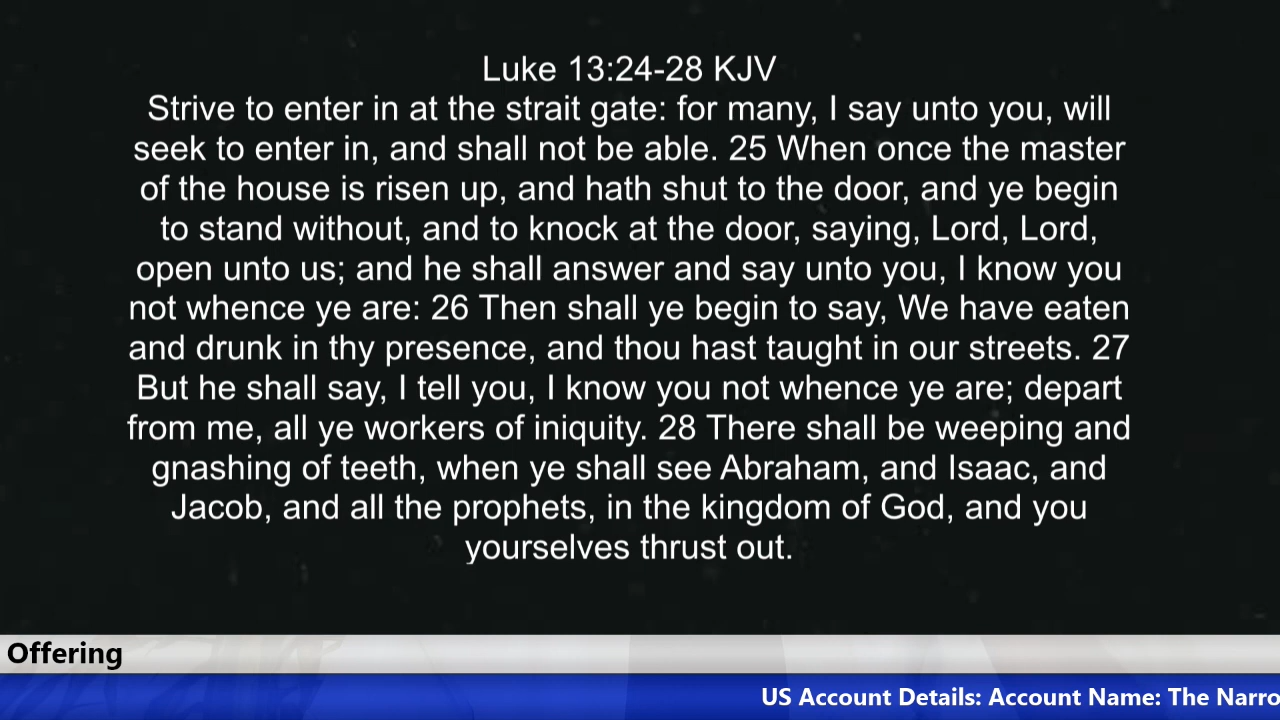 Luke 13:24-28 KJV
Strive to enter in at the strait gate: for many, I say unto you, will
seek to enter in, and shall not be able. 25 When once the master
of the house is risen up, and hath shut to the door, and ye begin
to stand without, and to knock at the door, saying, Lord, Lord,
open unto us; and he shall answer and say unto you, I know you
not whence ye are: 26 Then shall ye begin to say, We have eaten
and drunk in thy presence, and thou hast taught in our streets. 27
But he shall say, I tell you, I know you not whence ye are; depart
from me, all ye workers of iniquity. 28 There shall be weeping and
gnashing of teeth, when ye shall see Abraham, and Isaac, and
Jacob, and all the prophets, in the kingdom of God, and you
yourselves thrust out.
Offering
US Account Details: Account Name: The Narro